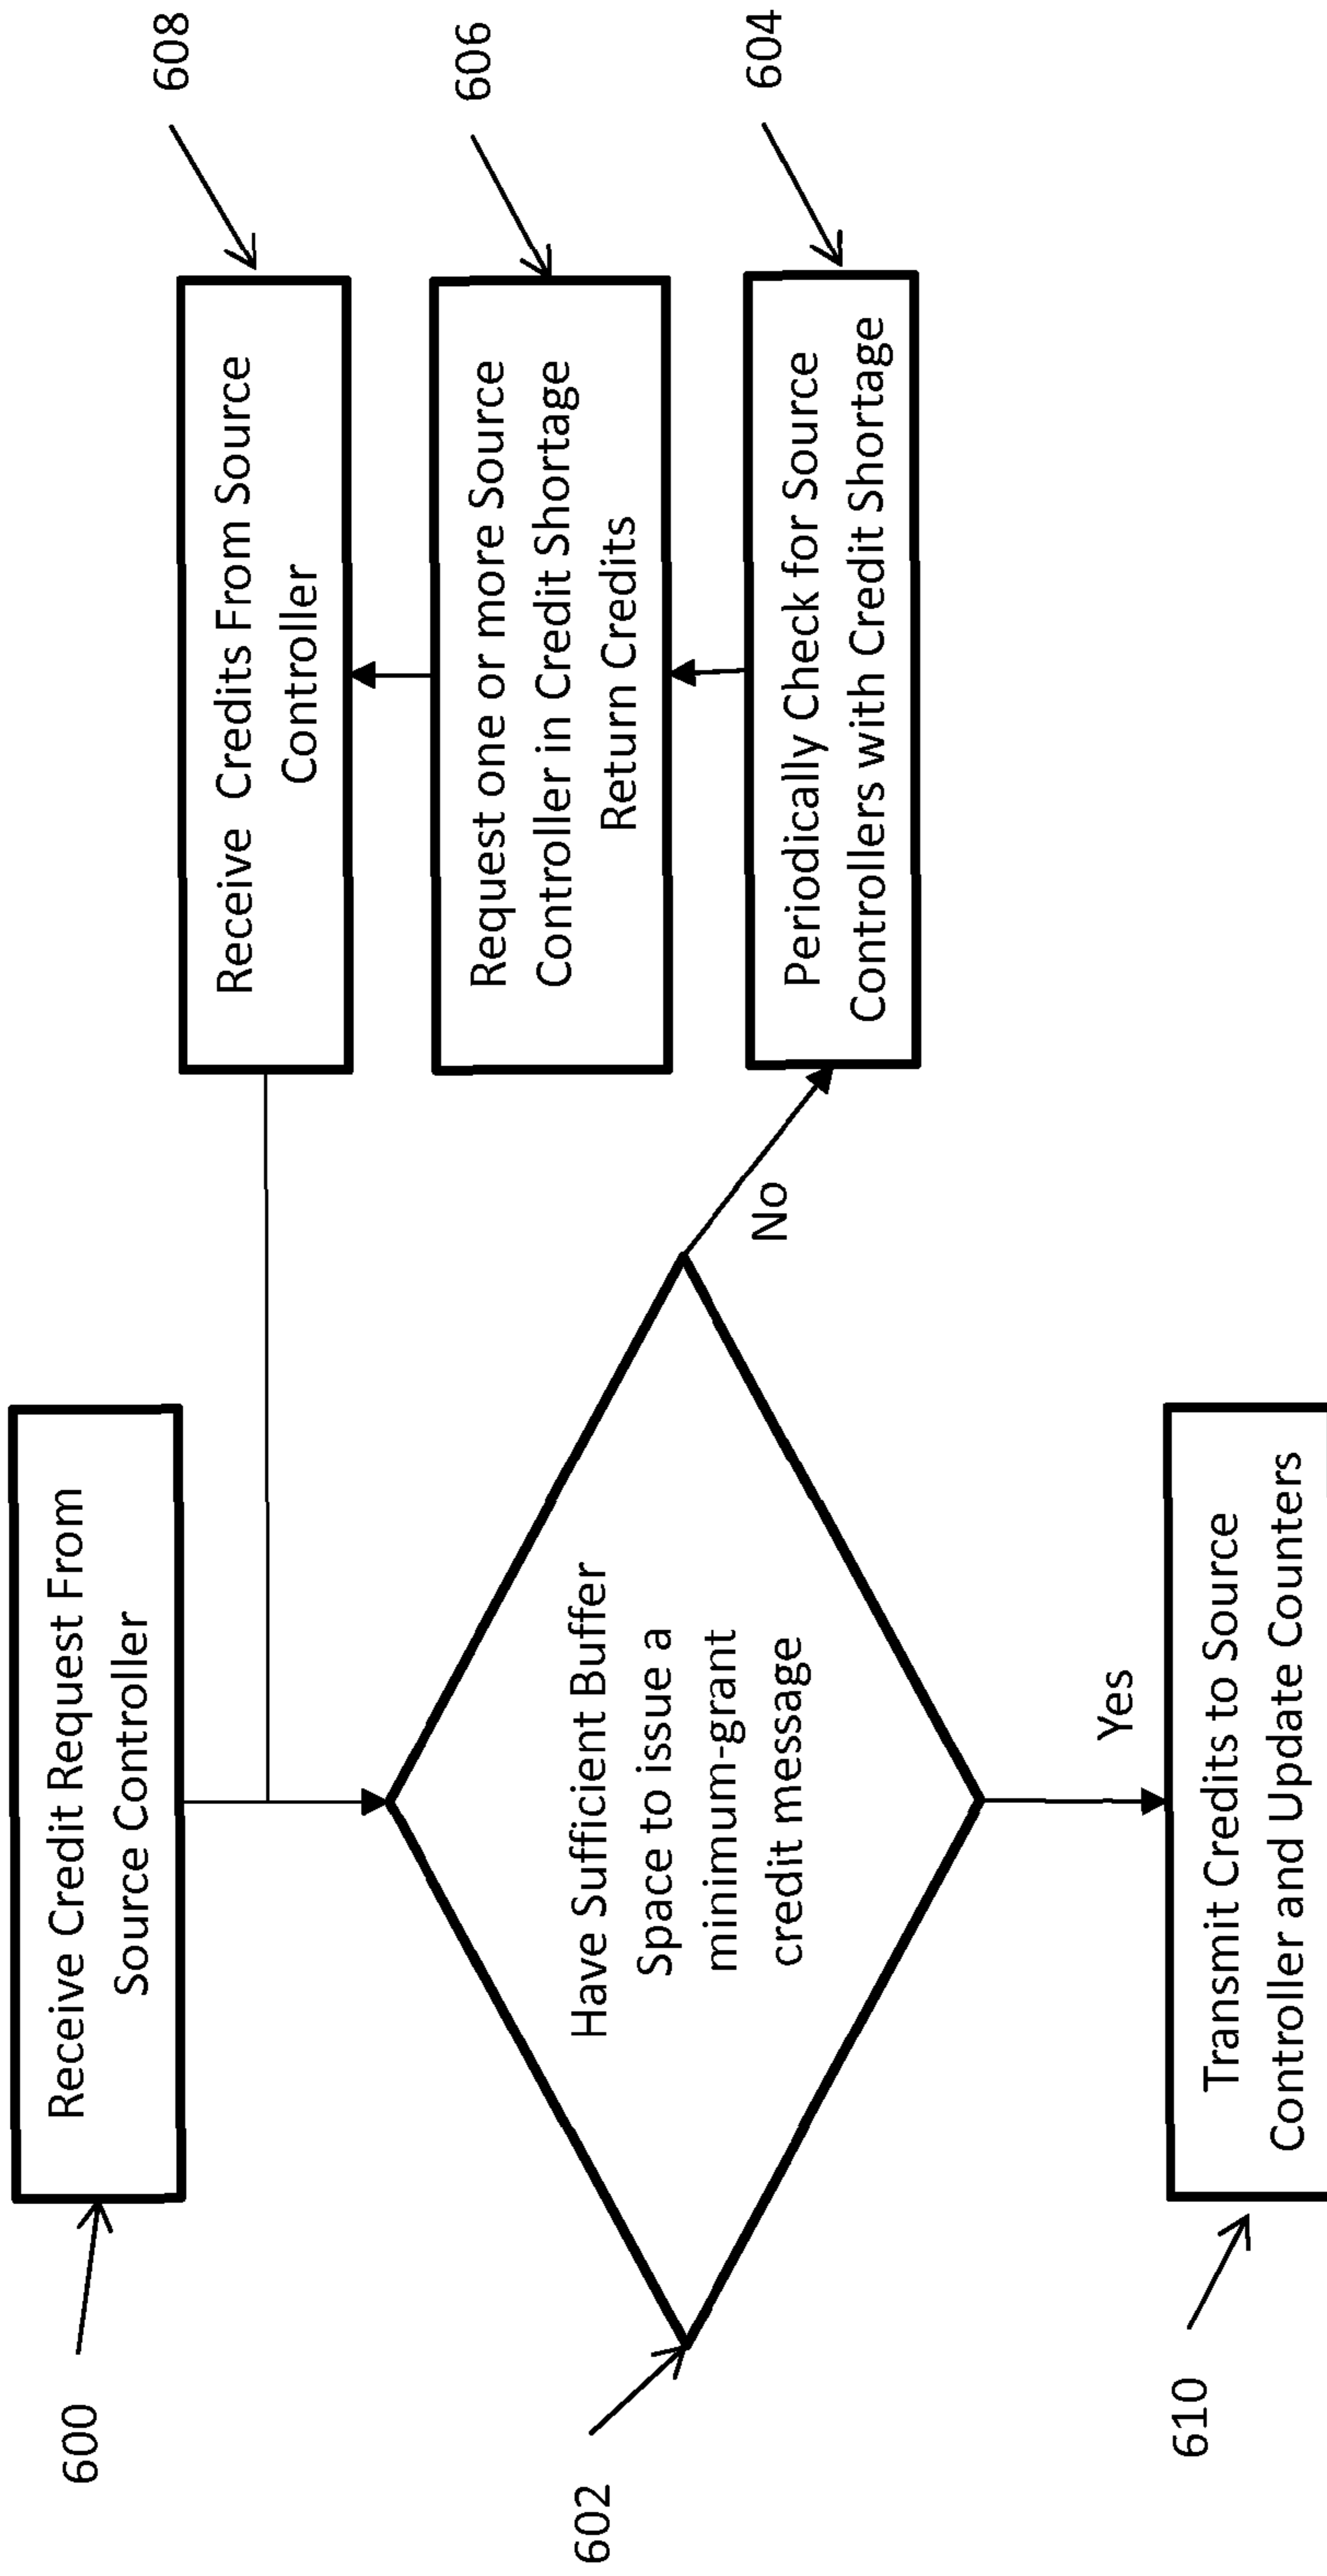 600
Receive Credit Request From
Source Controller
602
Have Sufficient Buffer
Space to issue a
minimum-grant
credit message
No
Yes
608
Receive Credits From Source
Controller
606
Request one or more Source
Controller in Credit Shortage
Return Credits
604
Periodically Check for Source
Controllers with Credit Shortage
610
Transmit Credits to Source
Controller and Update Counters